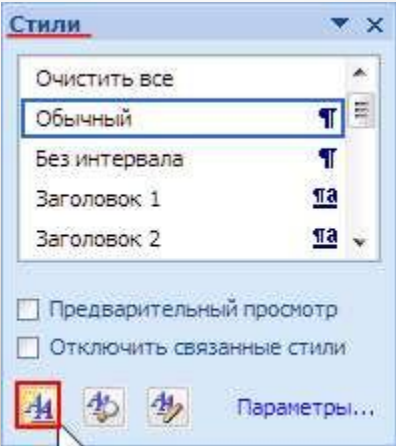 Стили
Очистить все
Обычный ¶
Без интервала ¶
Заголовок 1 ¶a
Заголовок 2 ¶a
Предварительный просмотр
Отключить связанные стили
Параметры...